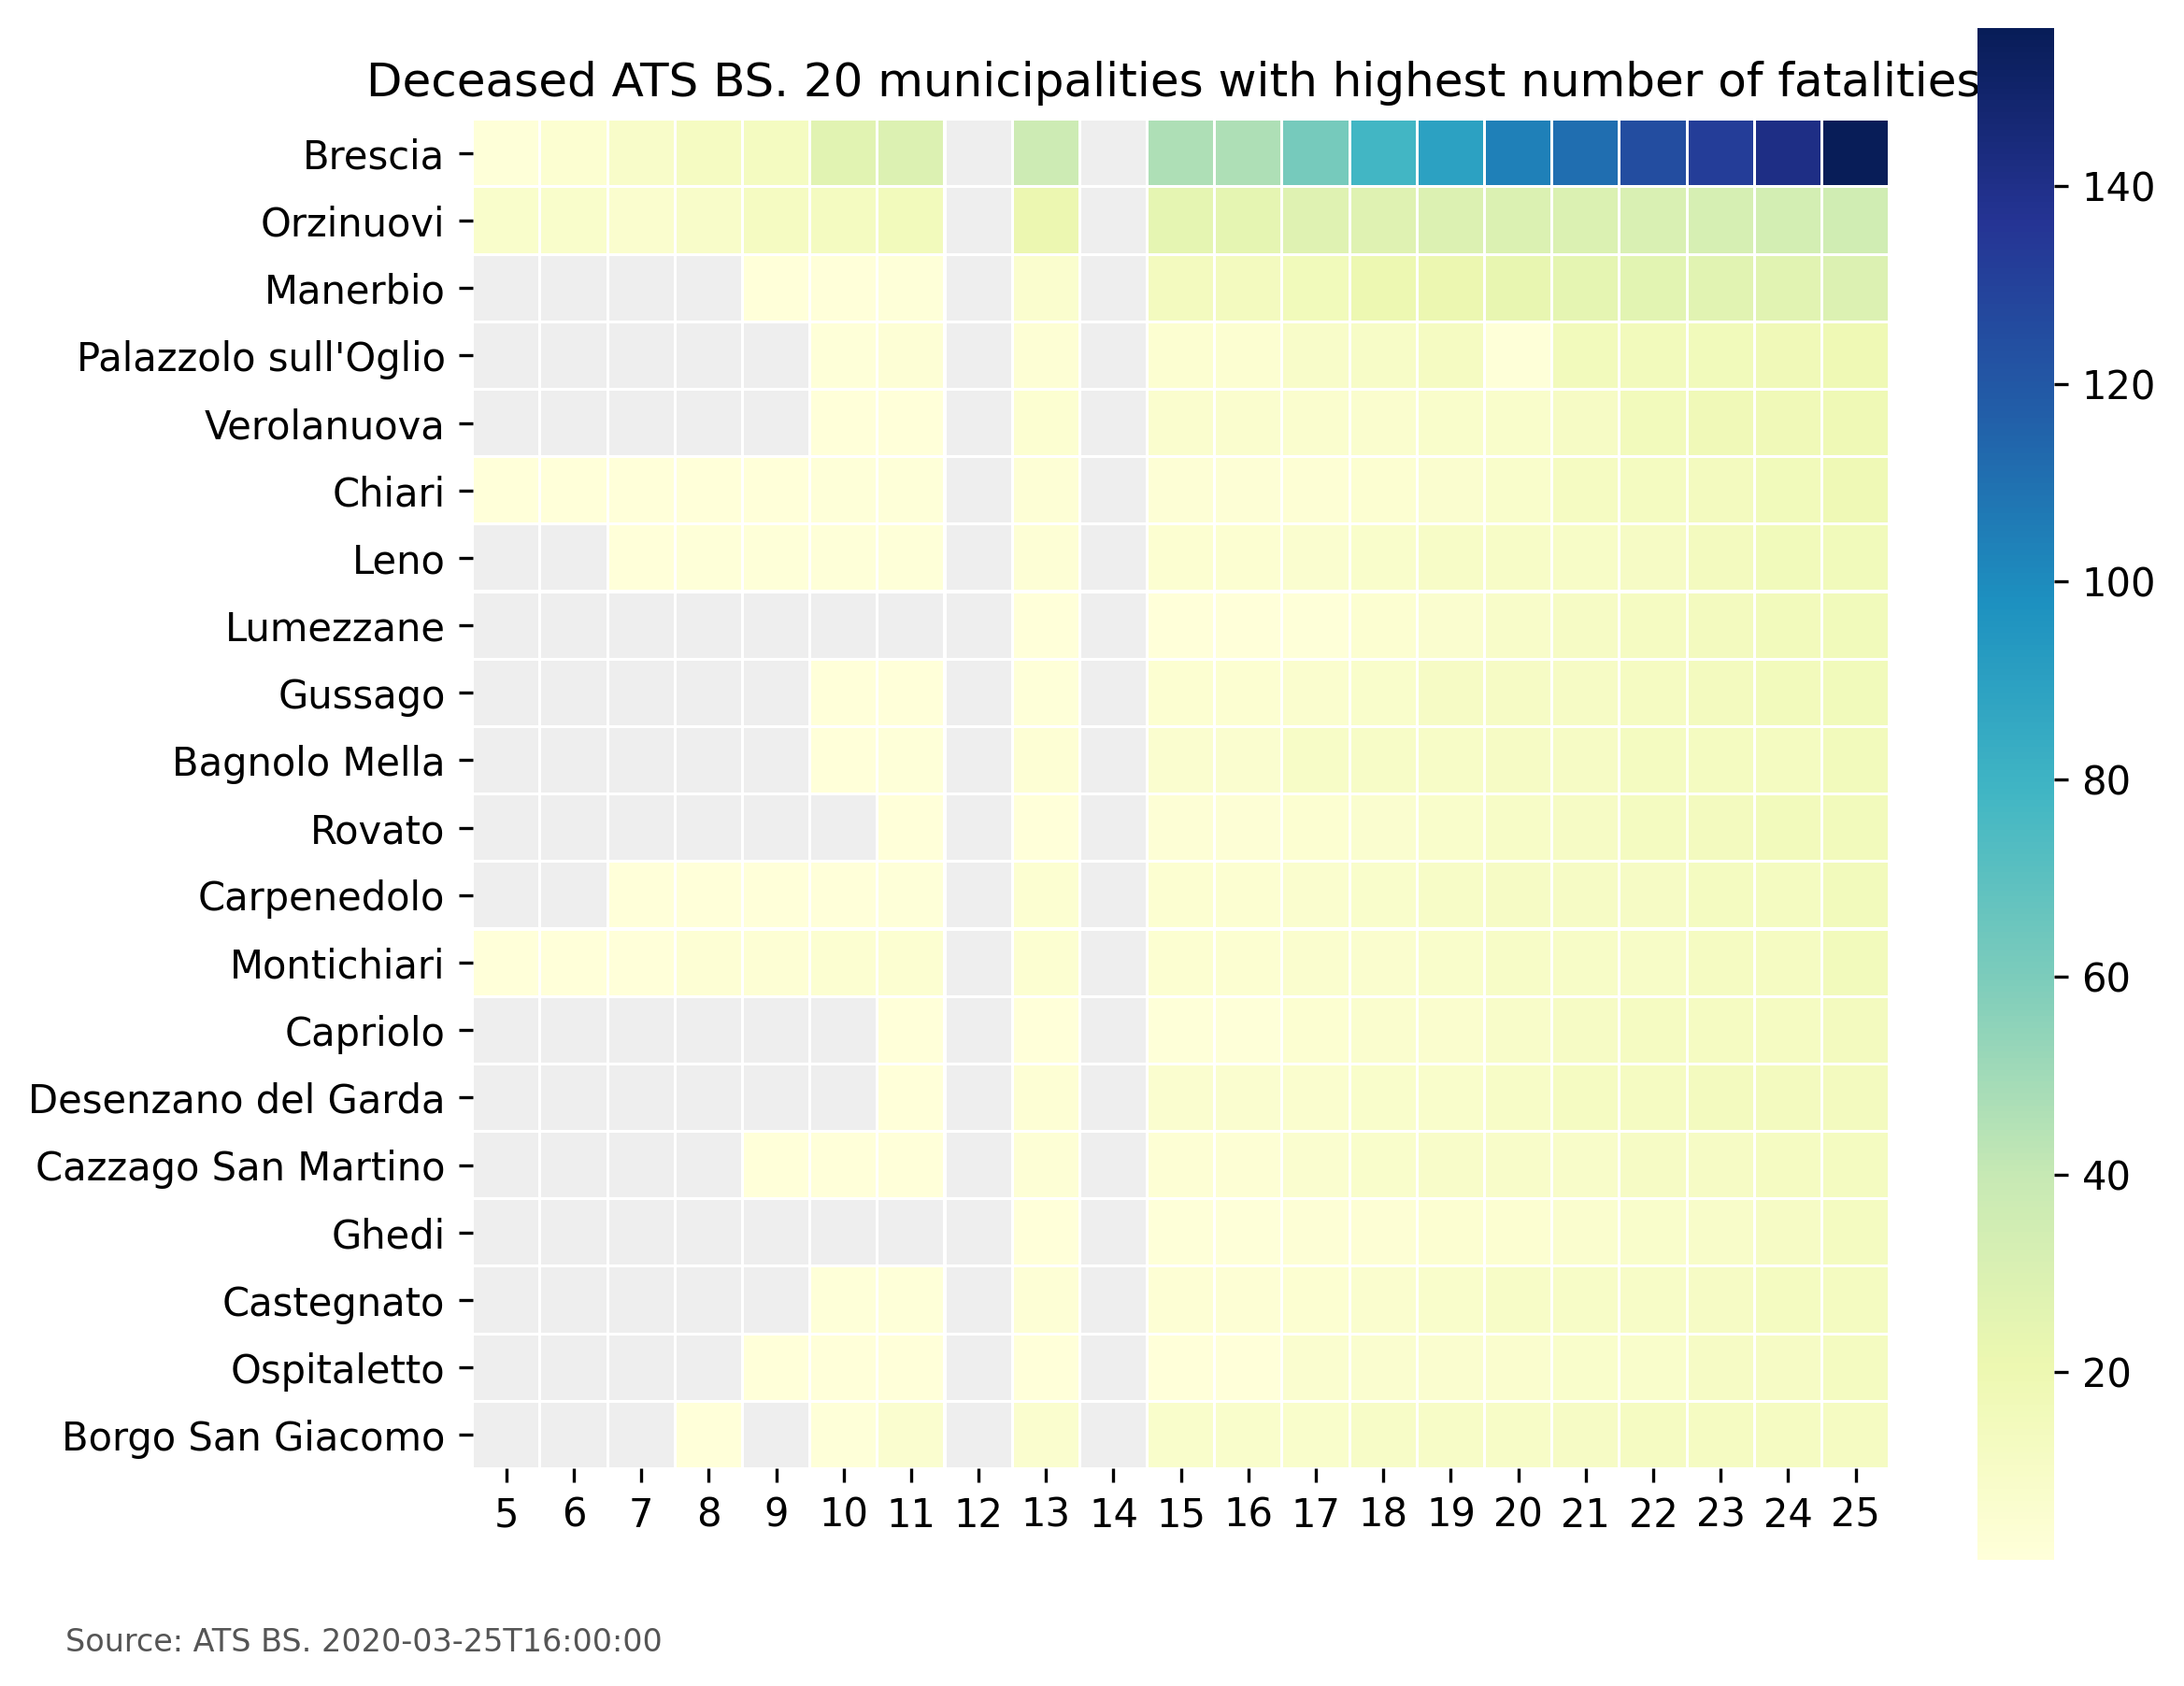 Deceased ATS BS. 20 municipalities with highest number of fatalities
Brescia
Orzinuovi
Manerbio
Palazzolo sull'Oglio
Verolanuova
Chiari
Leno
Lumezzane
Gussago
Bagnolo Mella
Rovato
Carpenedolo
Montichiari
Capriolo
Desenzano del Garda
Cazzago San Martino
Ghedi
Castegnato
Ospitaletto
Borgo San Giacomo
5 6 7 8 9 10 11 12 13 14 15 16 17 18 19 20 21 22 23 24 25
140
120
100
80
60
40
20
Source: ATS BS. 2020-03-25T16:00:00